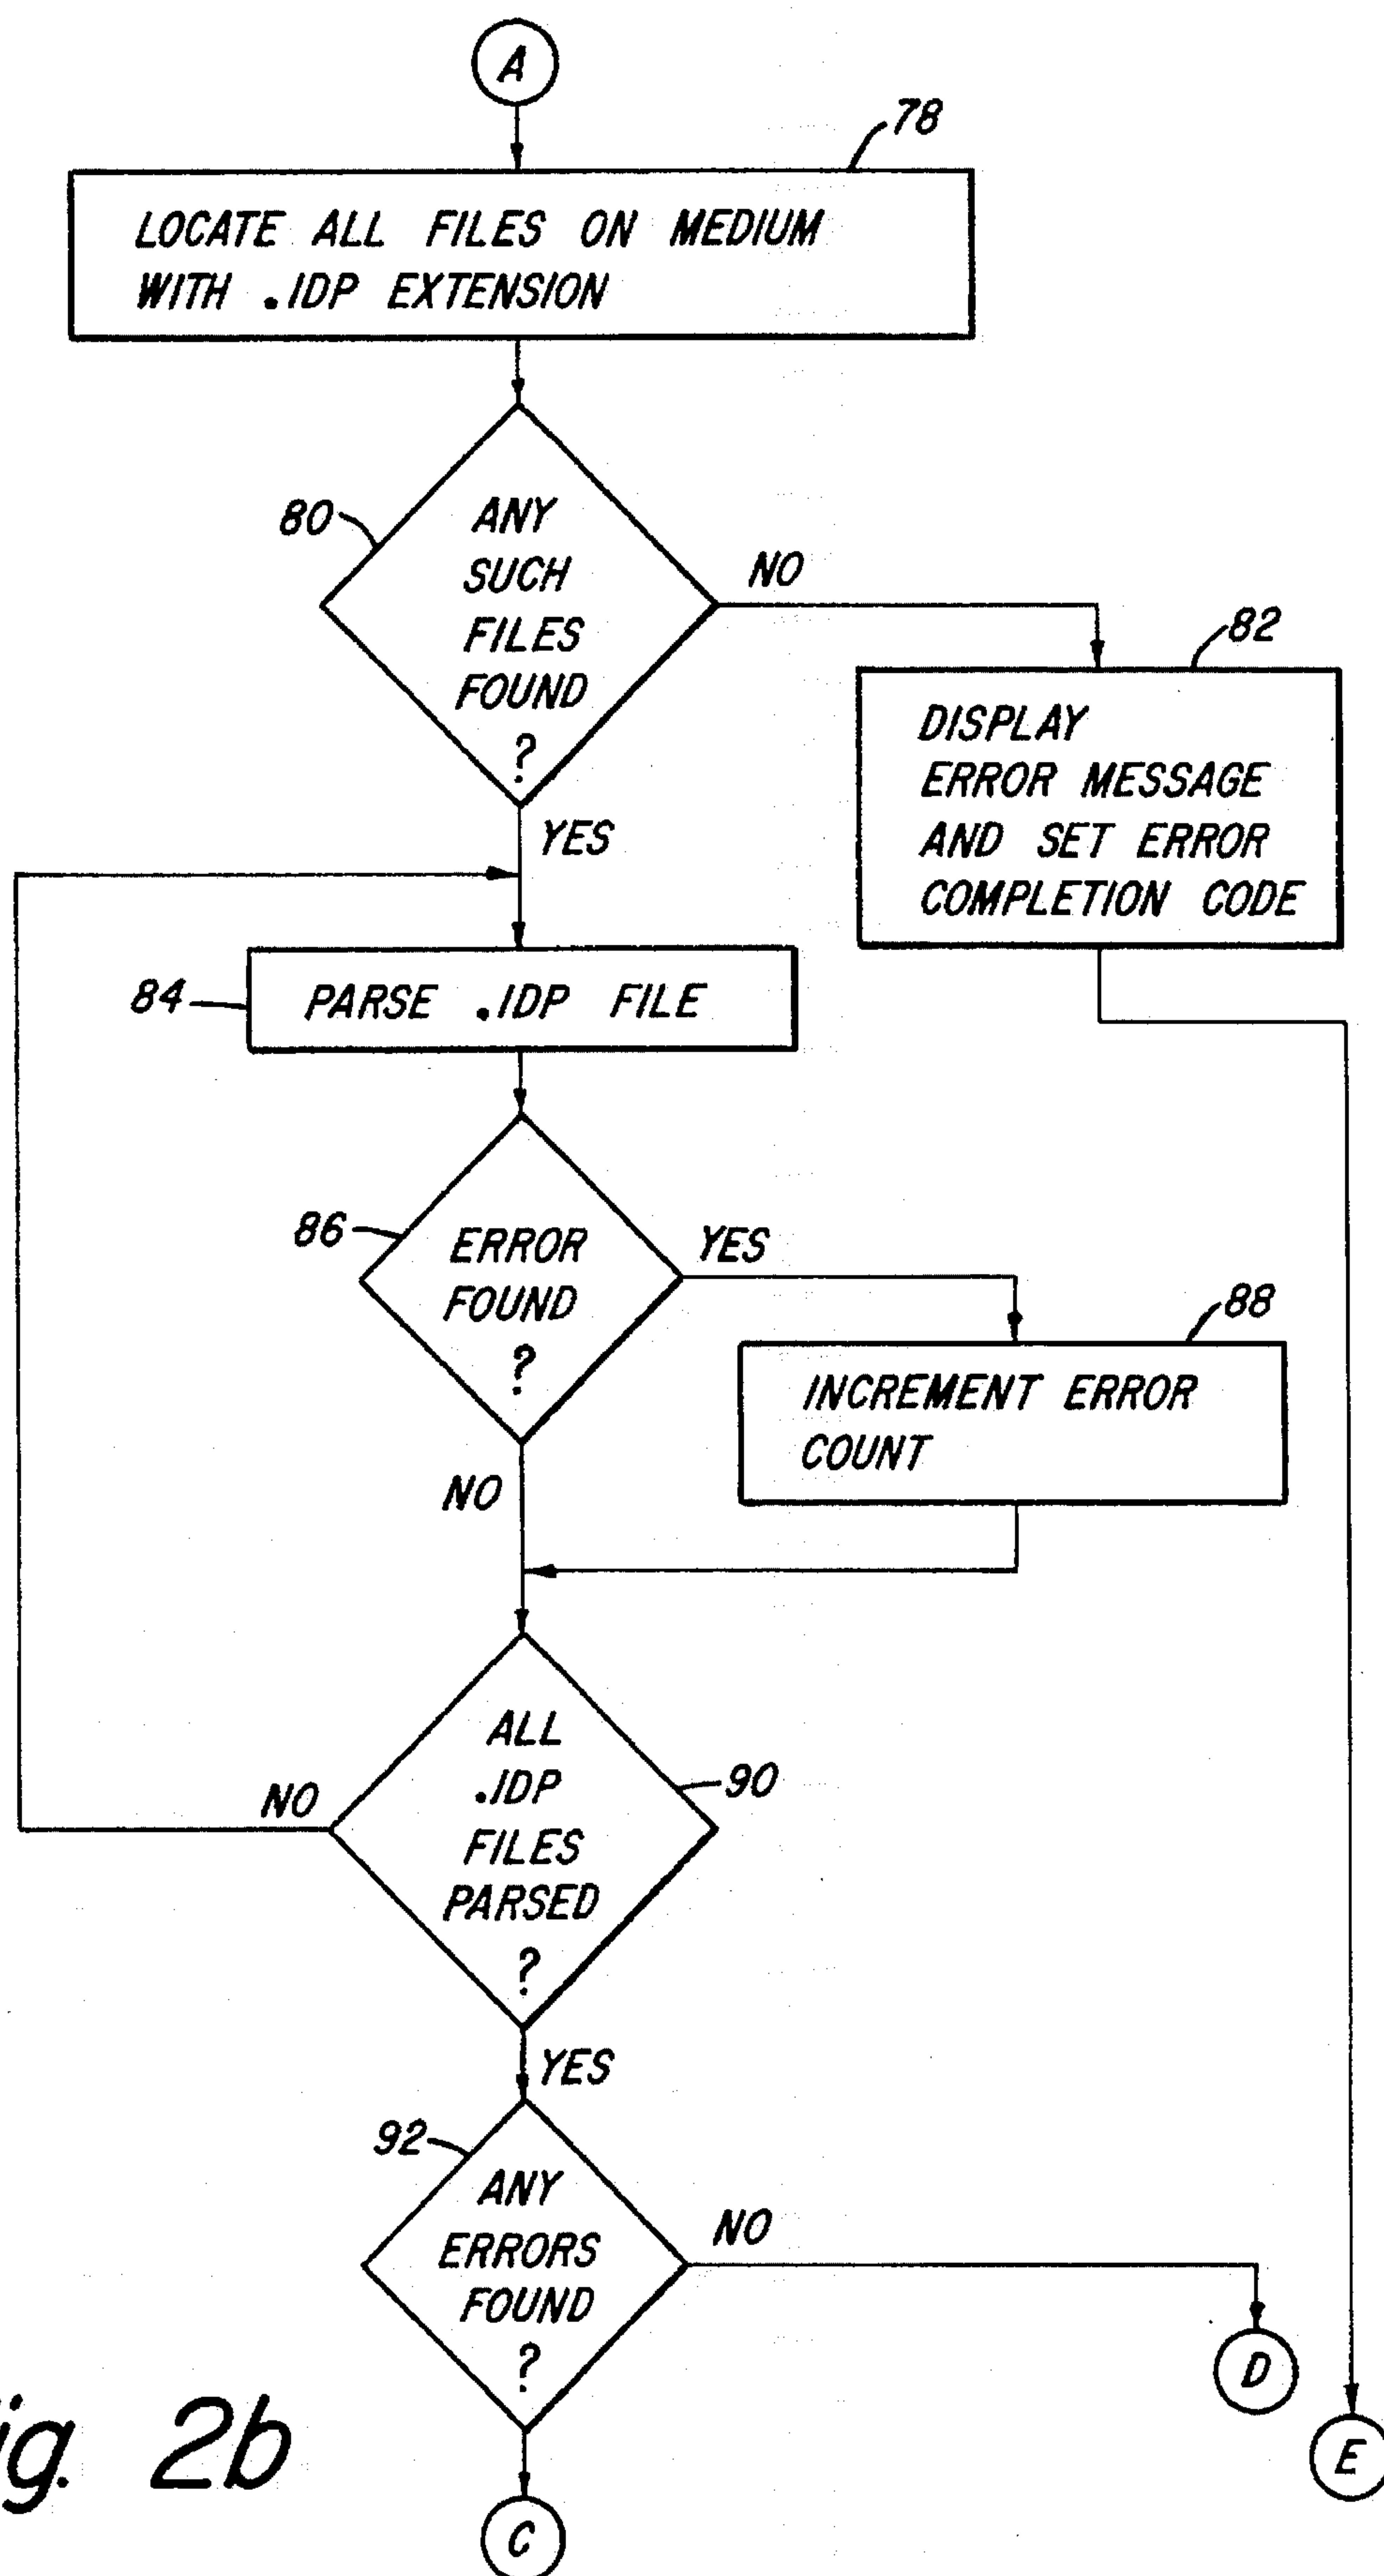 A
78
LOCATE ALL FILES ON MEDIUM
WITH .IDP EXTENSION
80
ANY
SUCH
FILES
FOUND
?
NO
82
DISPLAY
ERROR MESSAGE
AND SET ERROR
COMPLETION CODE
YES
84
PARSE .IDP FILE
86
ERROR
FOUND
?
YES
88
INCREMENT ERROR
COUNT
NO
ALL
.IDP
FILES
PARSED
?
90
NO
YES
92
ANY
ERRORS
FOUND
?
NO
D
E
ig. 2b
C